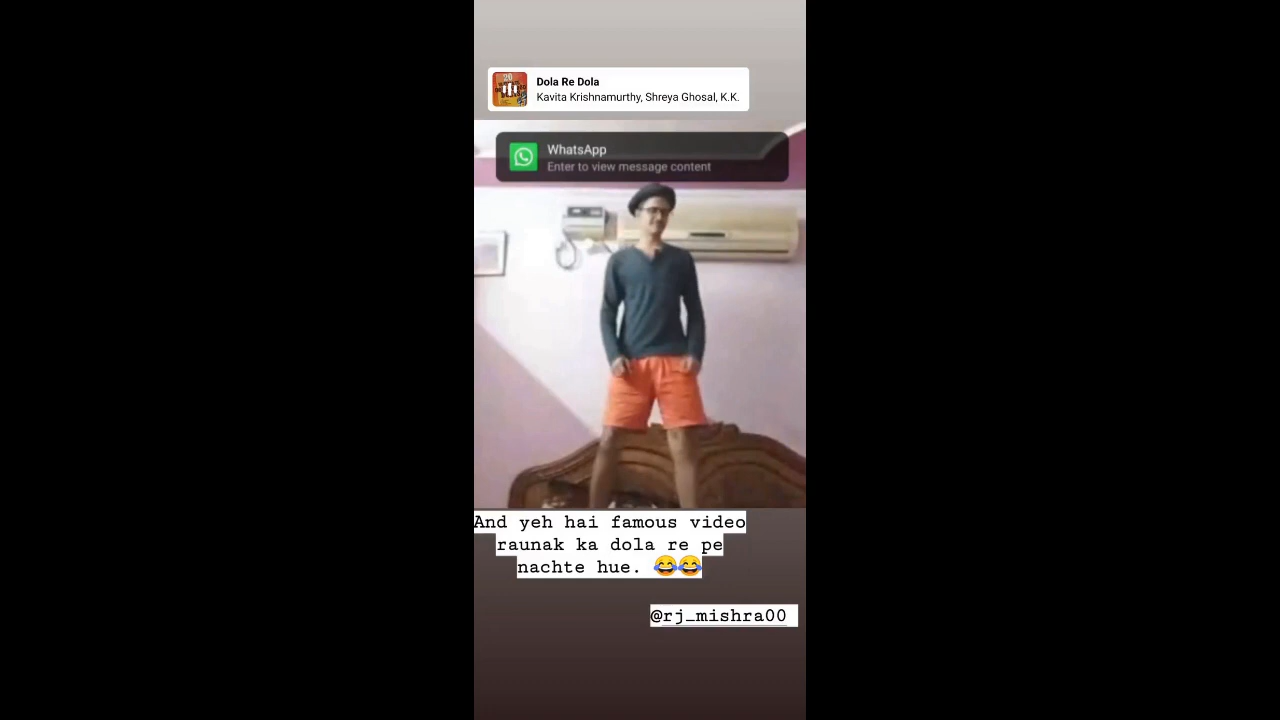 Dola Re Dola
Kavita Krishnamurthy, Shreya Ghosal, K.K.
WhatsApp
Enter to view message content
And yeh hai famous video
raunak ka dola re pe
nachte hue. 😂😂
@rj_mishra00